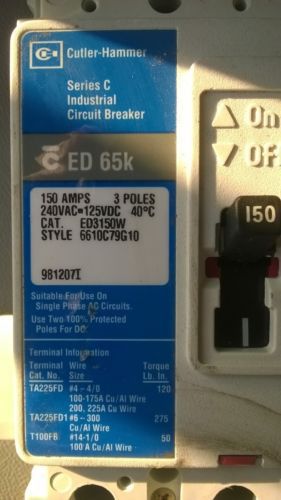 Cutler-Hammer
Series C
Industrial
Circuit Breaker
C ED 65k
150 AMPS 3 POLES
240VAC=125VDC 40°C
CAT. ED3150W
STYLE 6610C79G10
981207I
Suitable For Use On
Single Phase AC Circuits.
Use Two 100% Protected
Poles For DC
Terminal Information
Terminal Wire Torque
Cat. No. Size Lb. In.
TA225FD #4-4/0 120
100-175A Cu/Al Wire
200, 225A Cu Wire
TA225FD1 #6-300 275
Cu/Al Wire
T100FB #14-1/0 50
100 A Cu/Al Wire
△ On
▽ OF
150